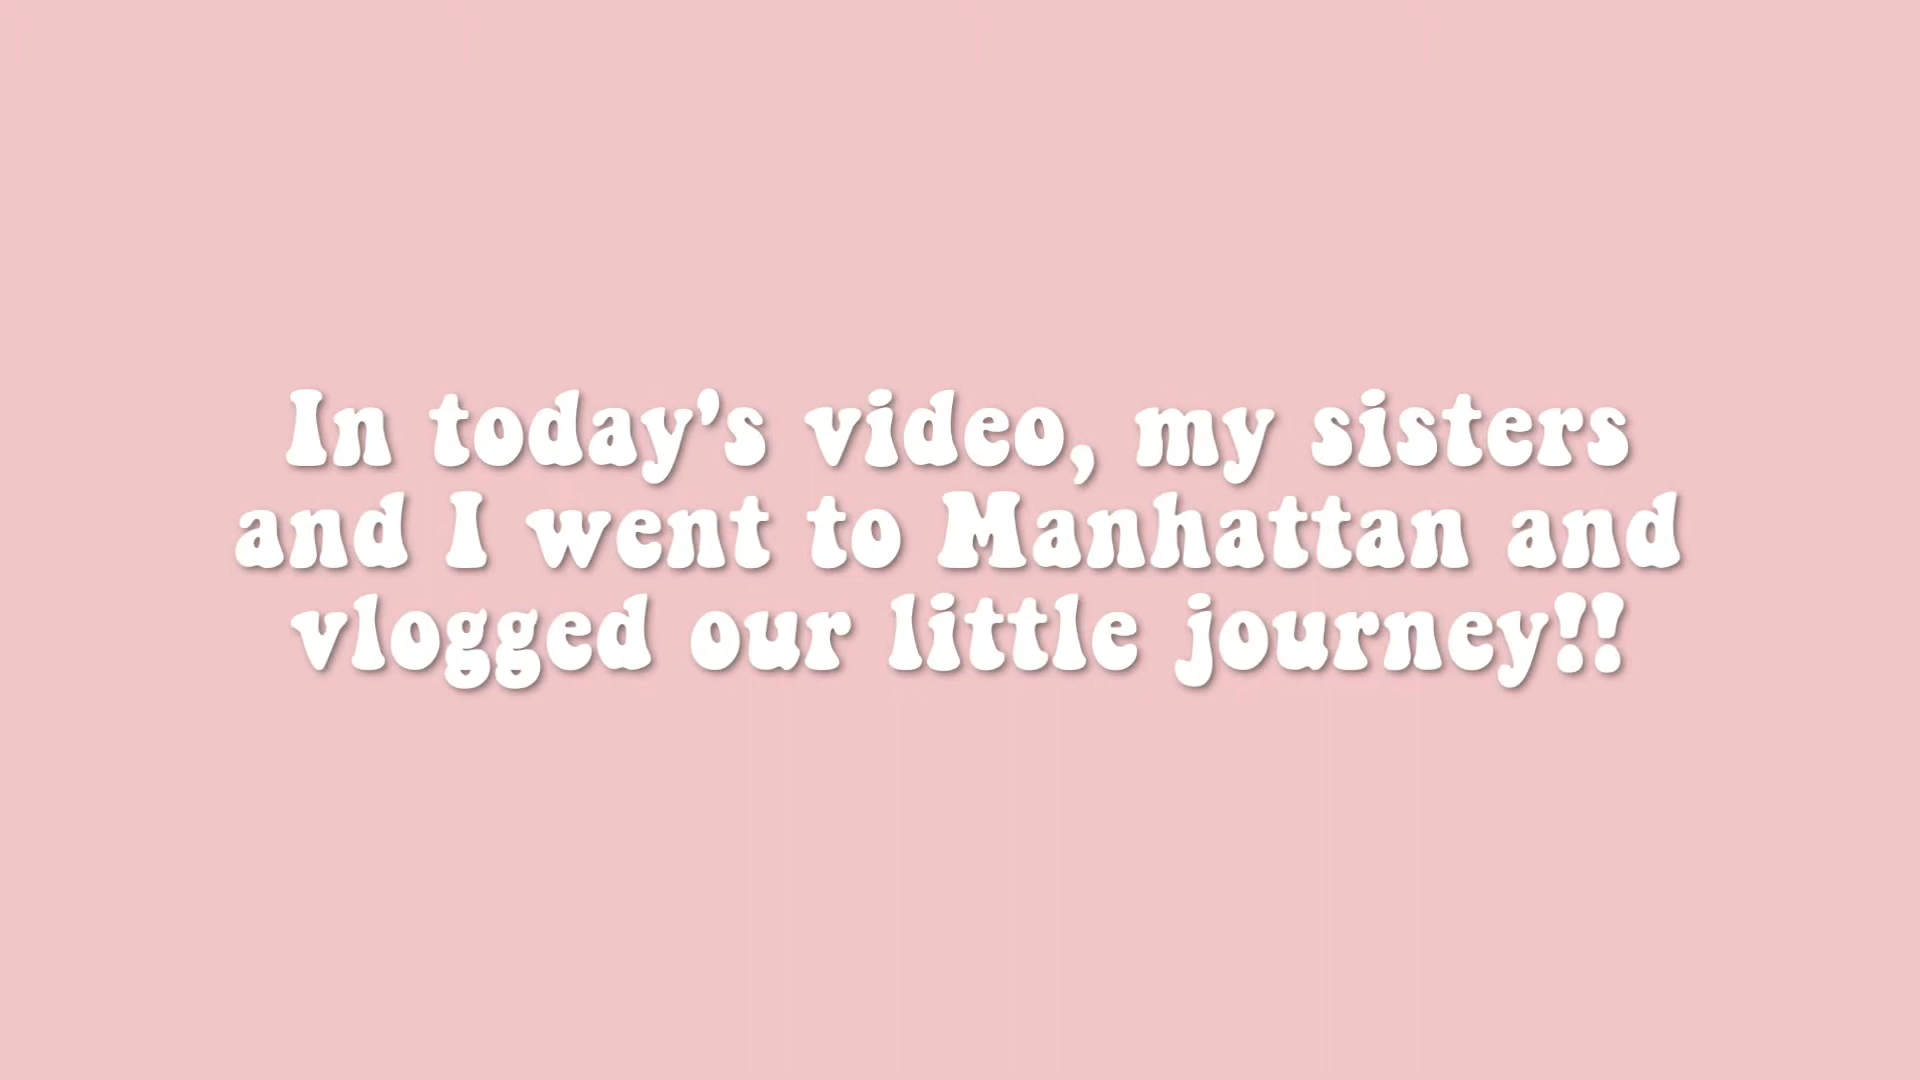 In today's video, my sisters
and I went to Manhattan and
vlogged our little journey!!